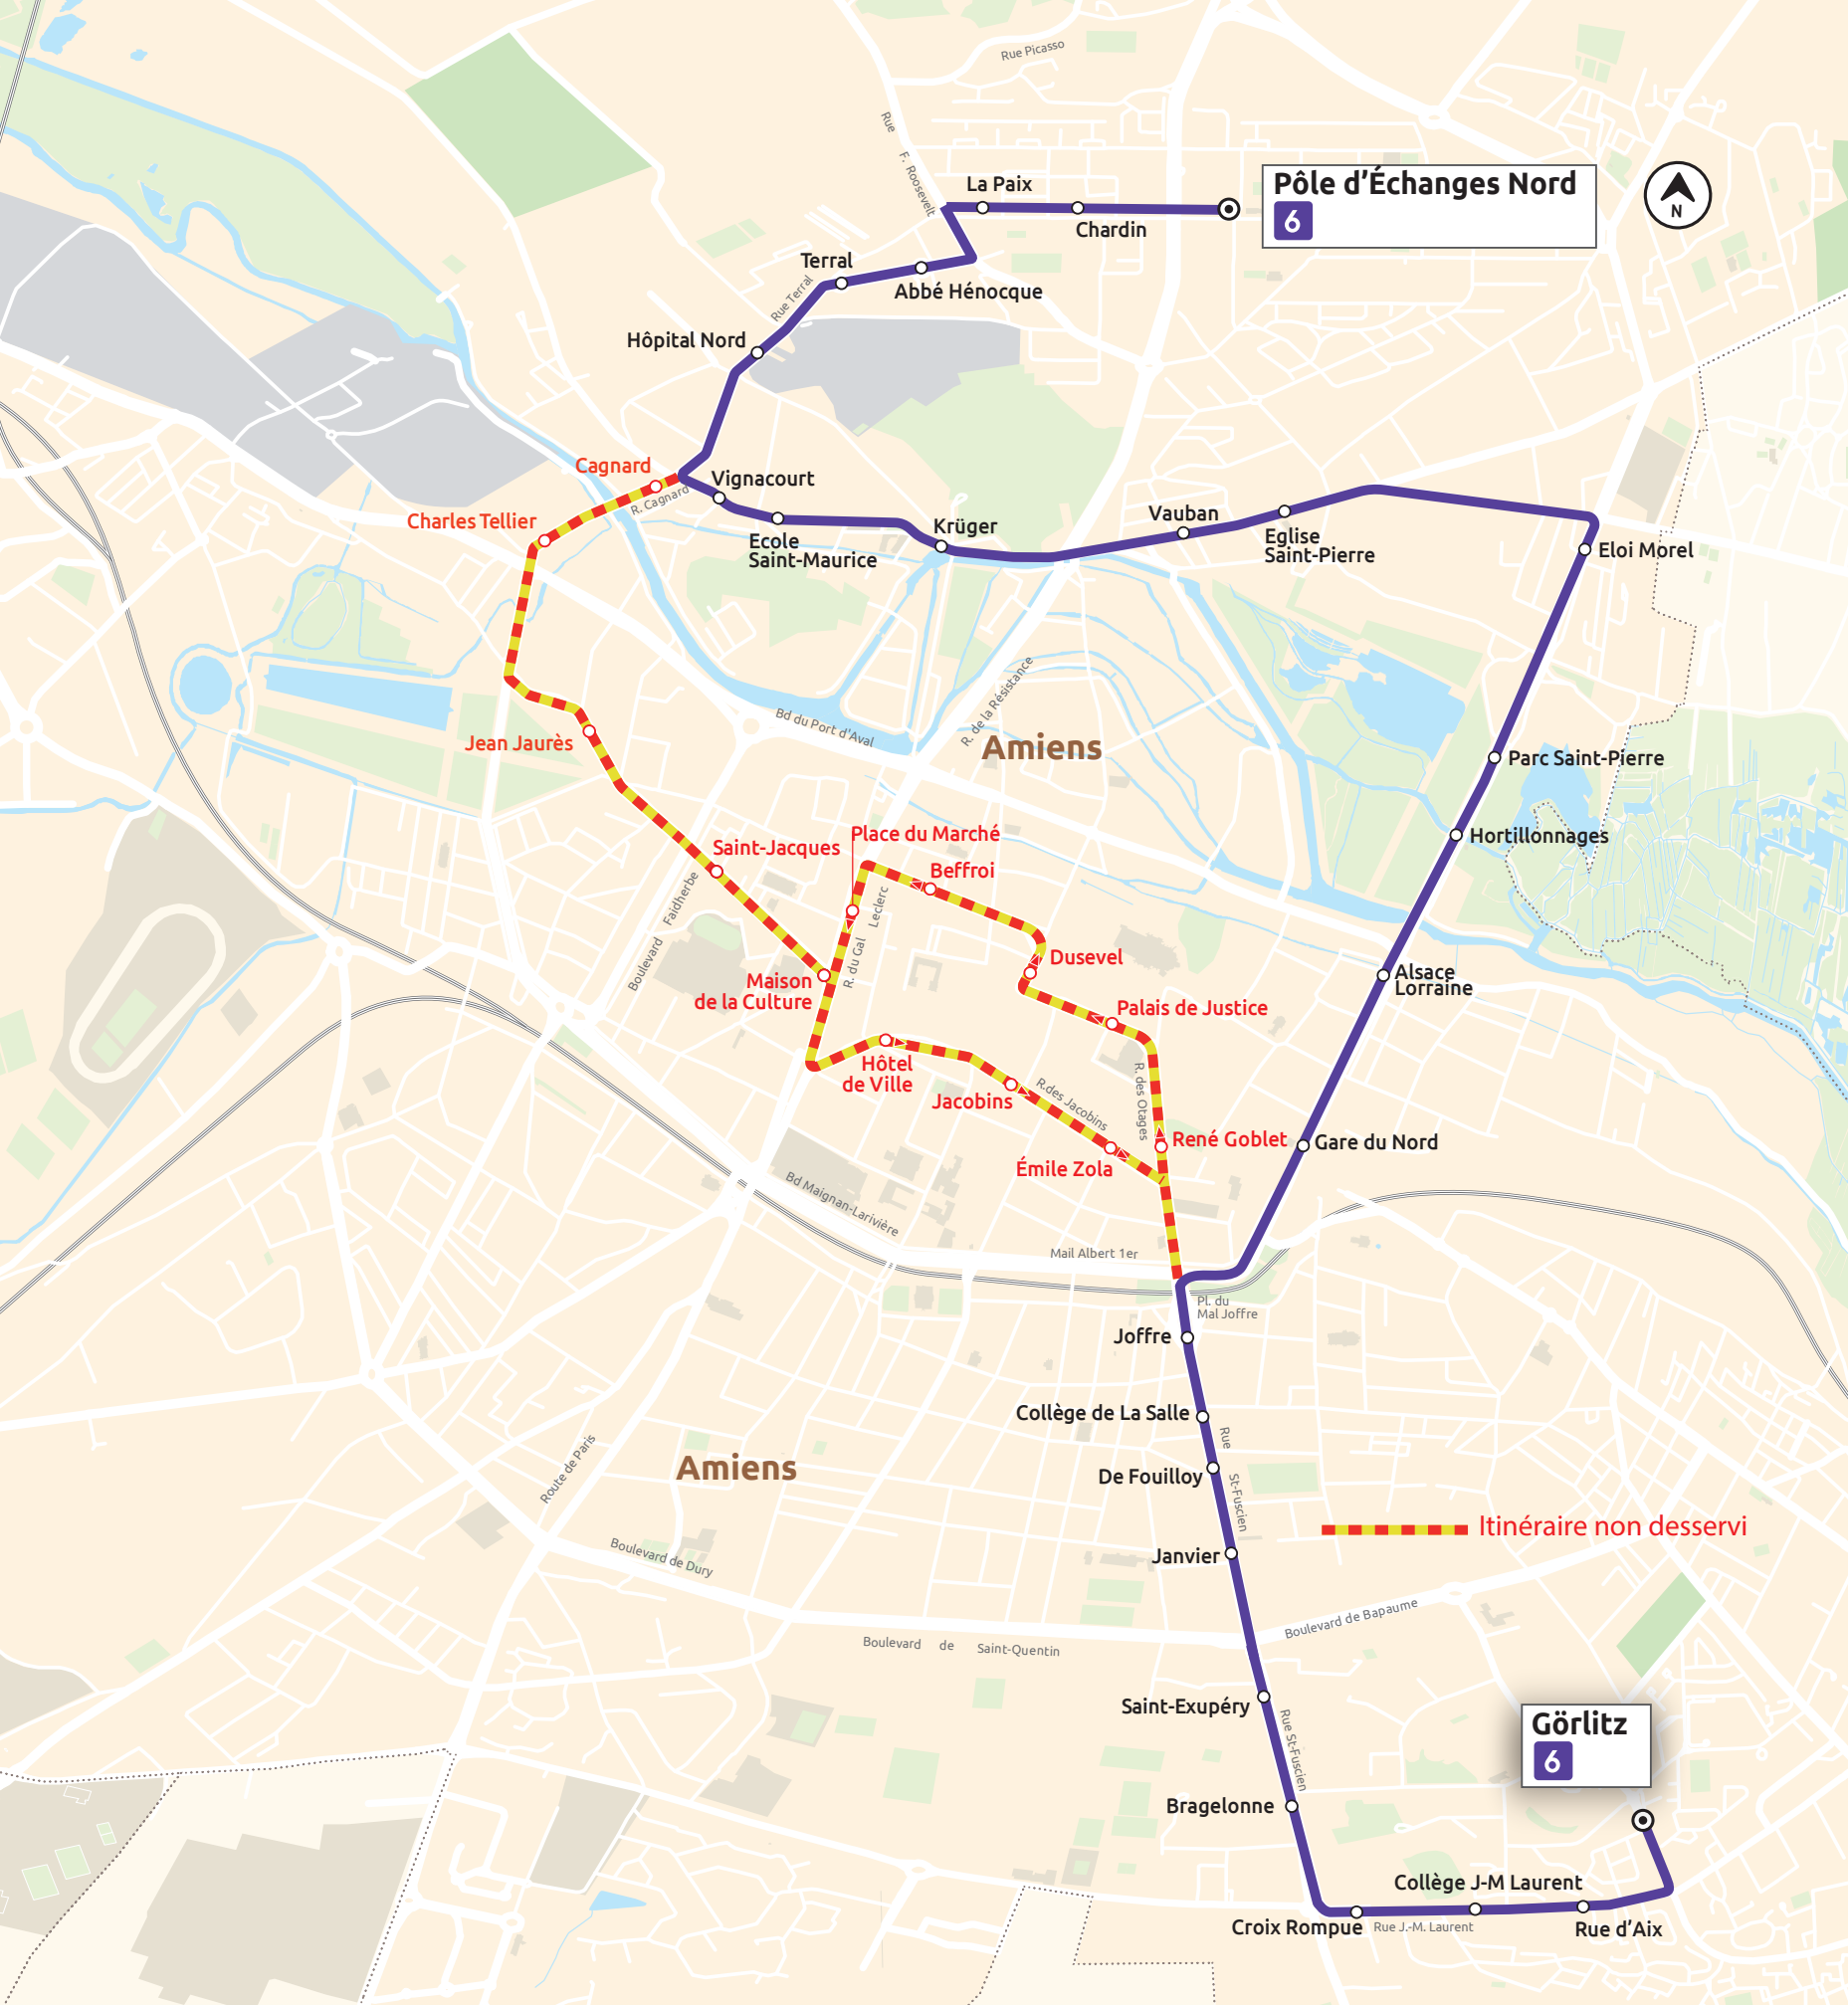 Rue Picasso
Rue
F. Roosevelt
La Paix
Chardin
Pôle d’Échanges Nord
6
N
Terral
Abbé Hénocque
Rue Terral
Hôpital Nord
Cagnard
R. Cagnard
Vignacourt
Charles Tellier
Ecole
Saint-Maurice
Krüger
Vauban
Eglise
Saint-Pierre
Eloi Morel
Bd du Port d’Aval
R. de la Résistance
Amiens
Jean Jaurès
Parc Saint-Pierre
Hortillonnages
Place du Marché
Saint-Jacques
Beffroi
Boulevard
Faidherbe
R. du Gal
Leclerc
Dusevel
Maison
de la Culture
Alsace
Lorraine
Palais de Justice
Hôtel
de Ville
Jacobins
R.des Jacobins
R. des Otages
René Goblet
Émile Zola
Gare du Nord
Bd Maignan-Larivière
Mail Albert 1er
Pl. du
Mal Joffre
Joffre
Collège de La Salle
Rue
St-Fuscien
De Fouilloy
Amiens
Route de Paris
Janvier
Itinéraire non desservi
Boulevard de Dury
Boulevard de Bapaume
Boulevard de Saint-Quentin
Saint-Exupéry
Rue St-Fuscien
Görlitz
6
Bragelonne
Collège J-M Laurent
Croix Rompue
Rue J.-M. Laurent
Rue d’Aix